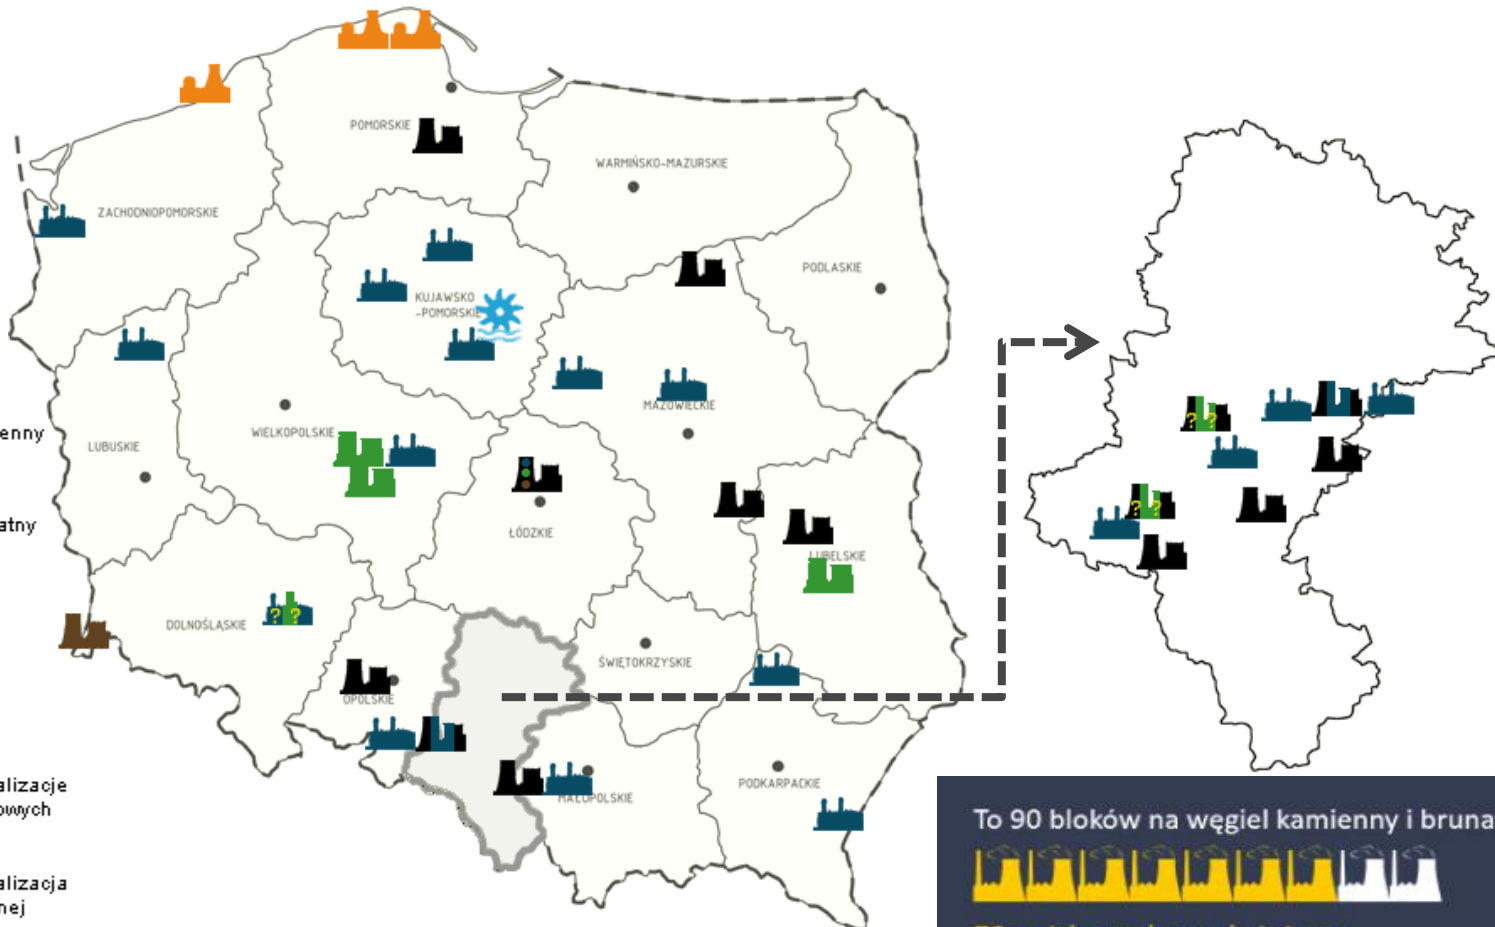 POMORSKIE
WARMIŃSKO-MAZURSKIE
ZACHODNIOPOMORSKIE
PODLASKIE
KUJAWSKO
-POMORSKIE
MAZOWIECKIE
WIELKOPOLSKIE
enny
LUBUSKIE
atny
ŁÓDZKIE
LUBELSKIE
? ?
? ?
DOLNOŚLĄSKIE
? ?
ŚWIĘTOKRZYSKIE
OPOLSKIE
PODKARPACKIE
MAŁOPOLSKIE
alizacje
owych
alizacja
nej
To 90 bloków na węgiel kamienny i bruna